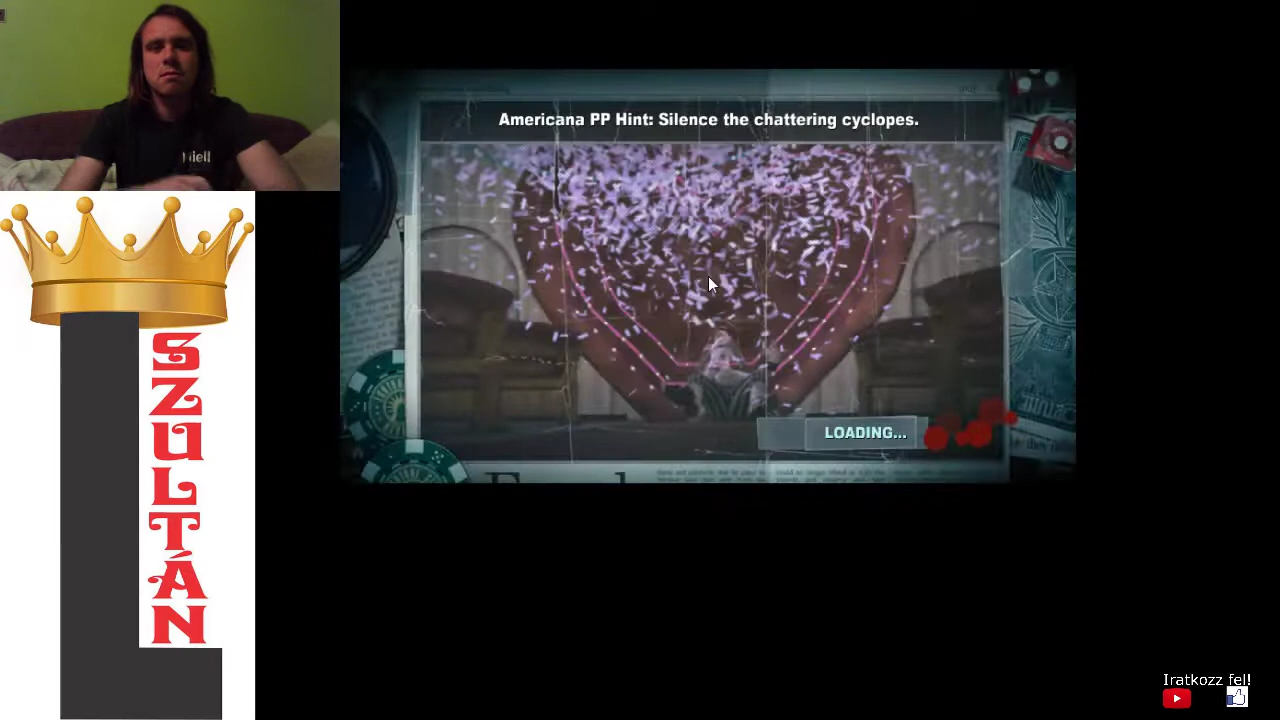 Americana PP Hint: Silence the chattering cyclopes.
LOADING...
SZULTÁN
L
Iratkozz fel!